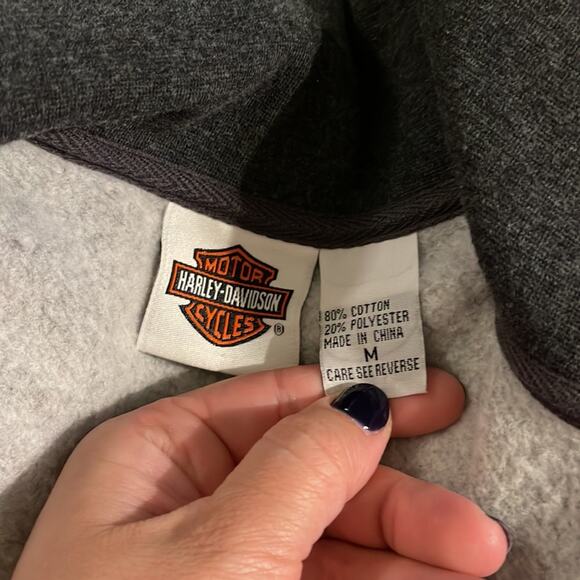 MOTOR
HARLEY-DAVIDSON
CYCLES
®
80% COTTON
20% POLYESTER
MADE IN CHINA
M
CARE SEE REVERSE